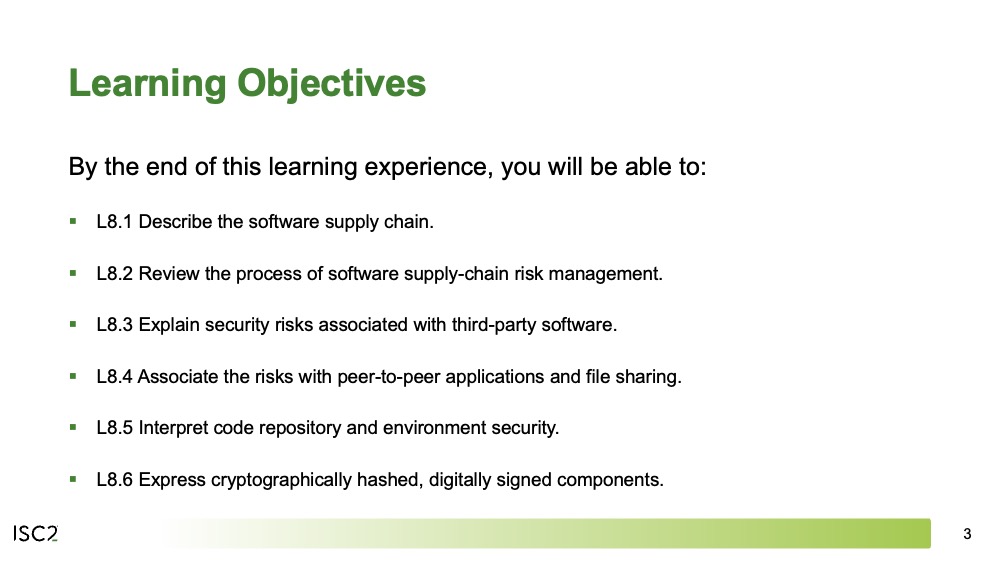 Learning Objectives
By the end of this learning experience, you will be able to:
▪ L8.1 Describe the software supply chain.
▪ L8.2 Review the process of software supply-chain risk management.
▪ L8.3 Explain security risks associated with third-party software.
▪ L8.4 Associate the risks with peer-to-peer applications and file sharing.
▪ L8.5 Interpret code repository and environment security.
▪ L8.6 Express cryptographically hashed, digitally signed components.
ISC2
3